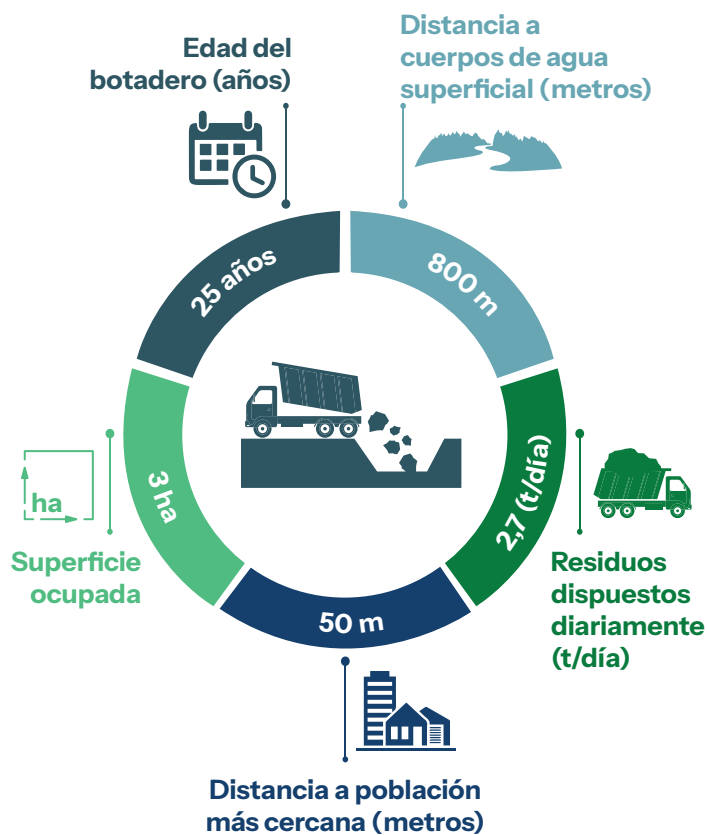 Edad del
botadero (años)
Distancia a
cuerpos de agua
superficial (metros)
25 años
800 m
3 ha
2,7 (t/día)
50 m
ha
Superficie
ocupada
Residuos
dispuestos
diariamente
(t/día)
Distancia a población
más cercana (metros)